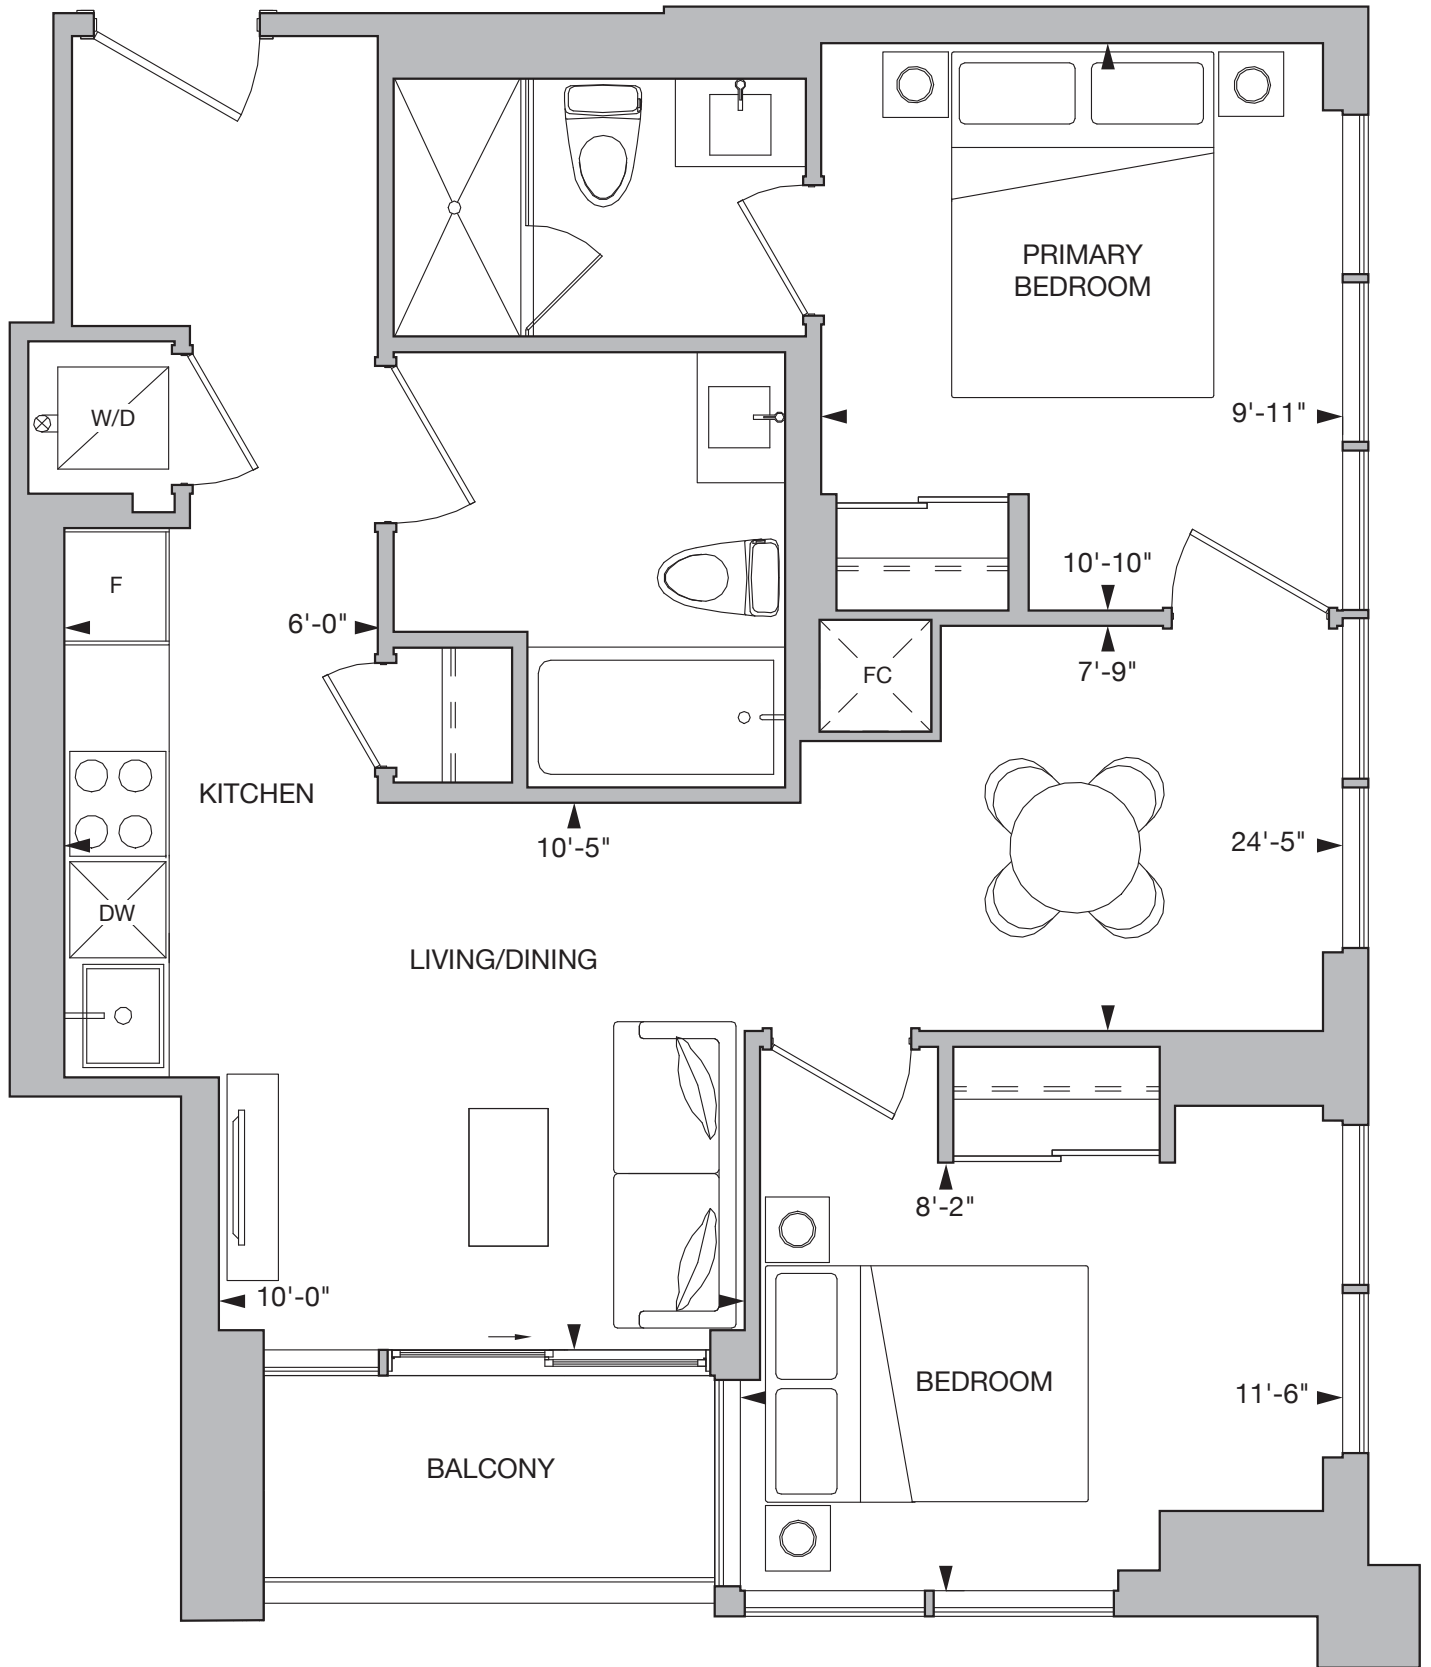 PRIMARY
BEDROOM
W/D
9'-11"
10'-10"
F
6'-0"
7'-9"
FC
KITCHEN
10'-5"
24'-5"
DW
LIVING/DINING
8'-2"
10'-0"
BEDROOM
11'-6"
BALCONY